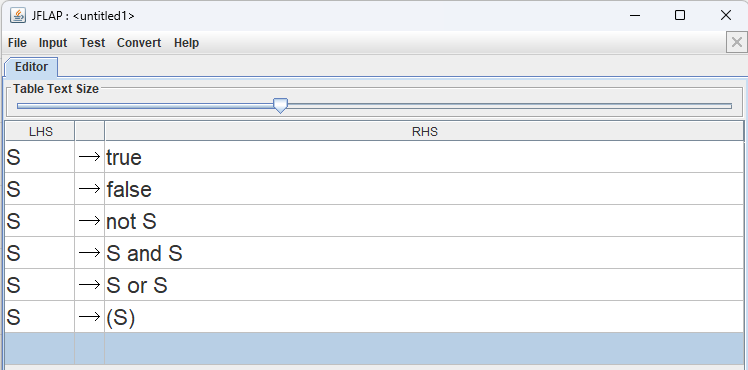 JFLAP : <untitled1>
File Input Test Convert Help
Editor
Table Text Size
LHS RHS
S → true
S → false
S → not S
S → S and S
S → S or S
S → (S)